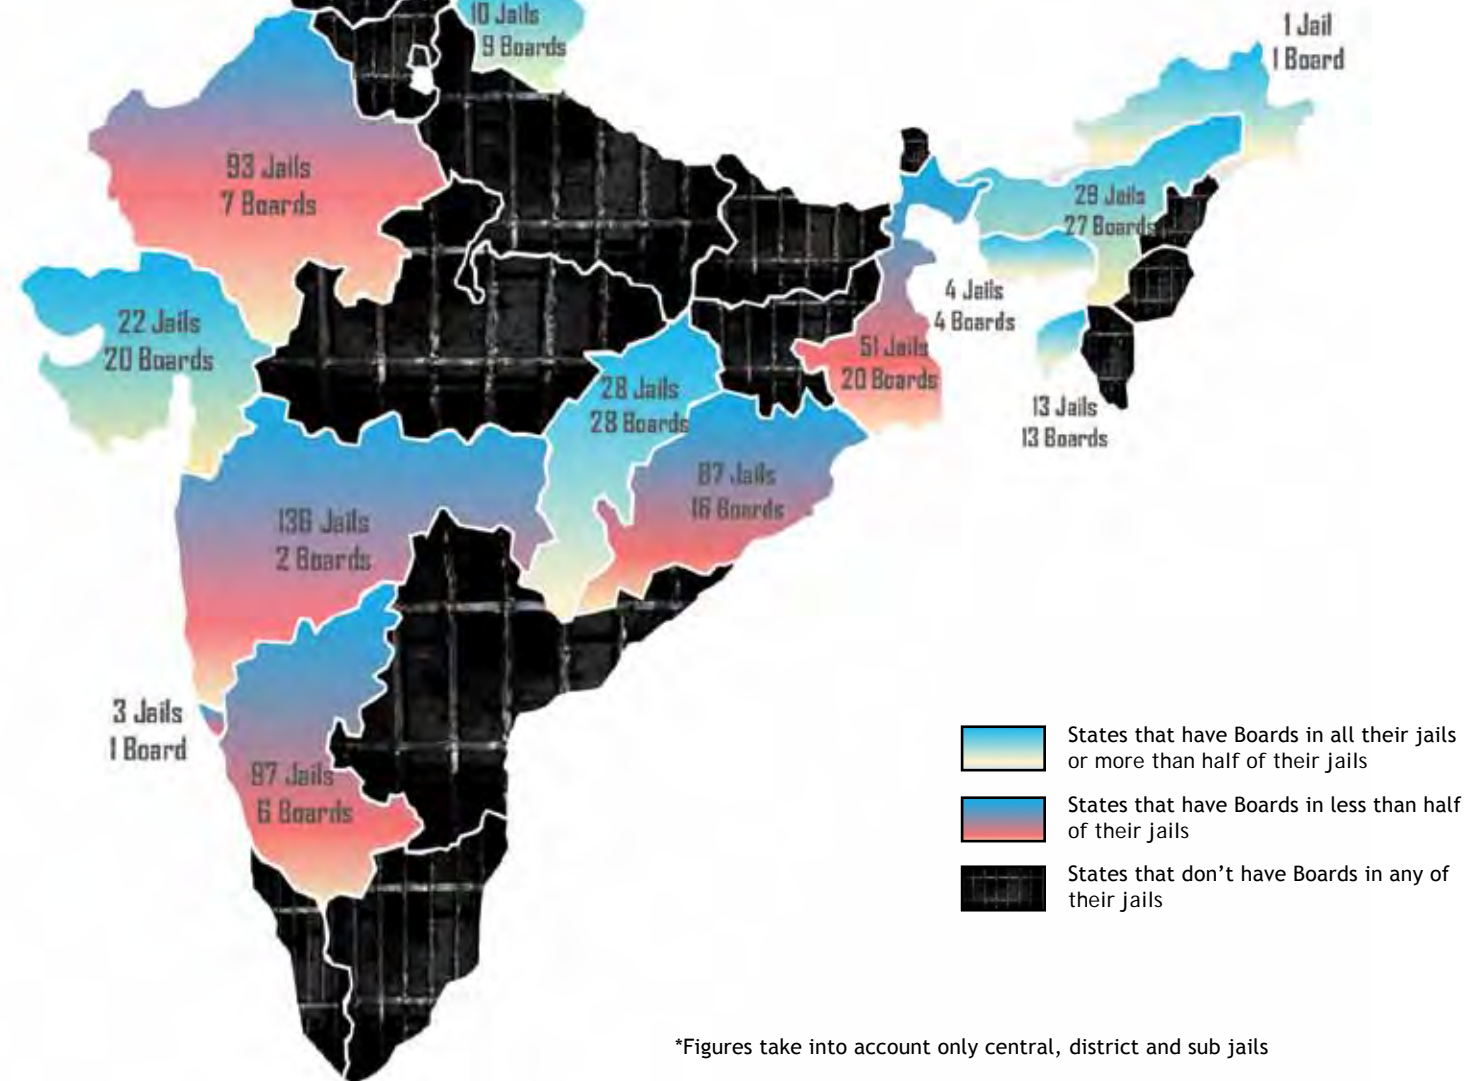 10 Jails
9 Boards
1 Jail
1 Board
93 Jails
7 Boards
29 Jails
27 Boards
4 Jails
4 Boards
22 Jails
20 Boards
51 Jails
20 Boards
28 Jails
28 Boards
13 Jails
13 Boards
87 Jails
16 Boards
136 Jails
2 Boards
3 Jails
1 Board
97 Jails
6 Boards
States that have Boards in all their jails
or more than half of their jails
States that have Boards in less than half
of their jails
States that don't have Boards in any of
their jails
*Figures take into account only central, district and sub jails